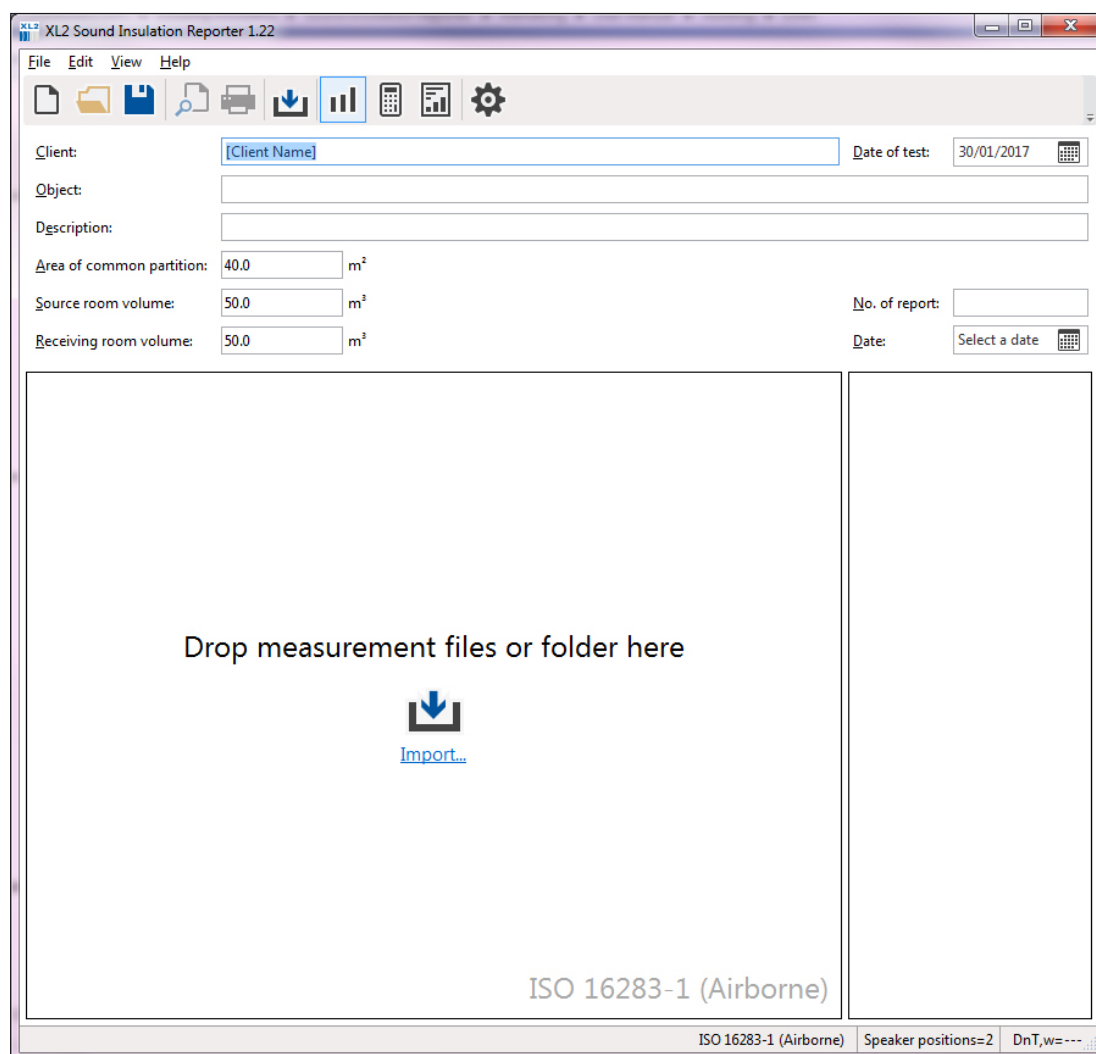 XL2 XL2 Sound Insulation Reporter 1.22
File Edit View Help
Client: [Client Name] Date of test: 30/01/2017
Object:
Description:
Area of common partition: 40.0 m²
Source room volume: 50.0 m³ No. of report:
Receiving room volume: 50.0 m³ Date: Select a date
Drop measurement files or folder here
Import...
ISO 16283-1 (Airborne)
ISO 16283-1 (Airborne) Speaker positions=2 DnT,w=---